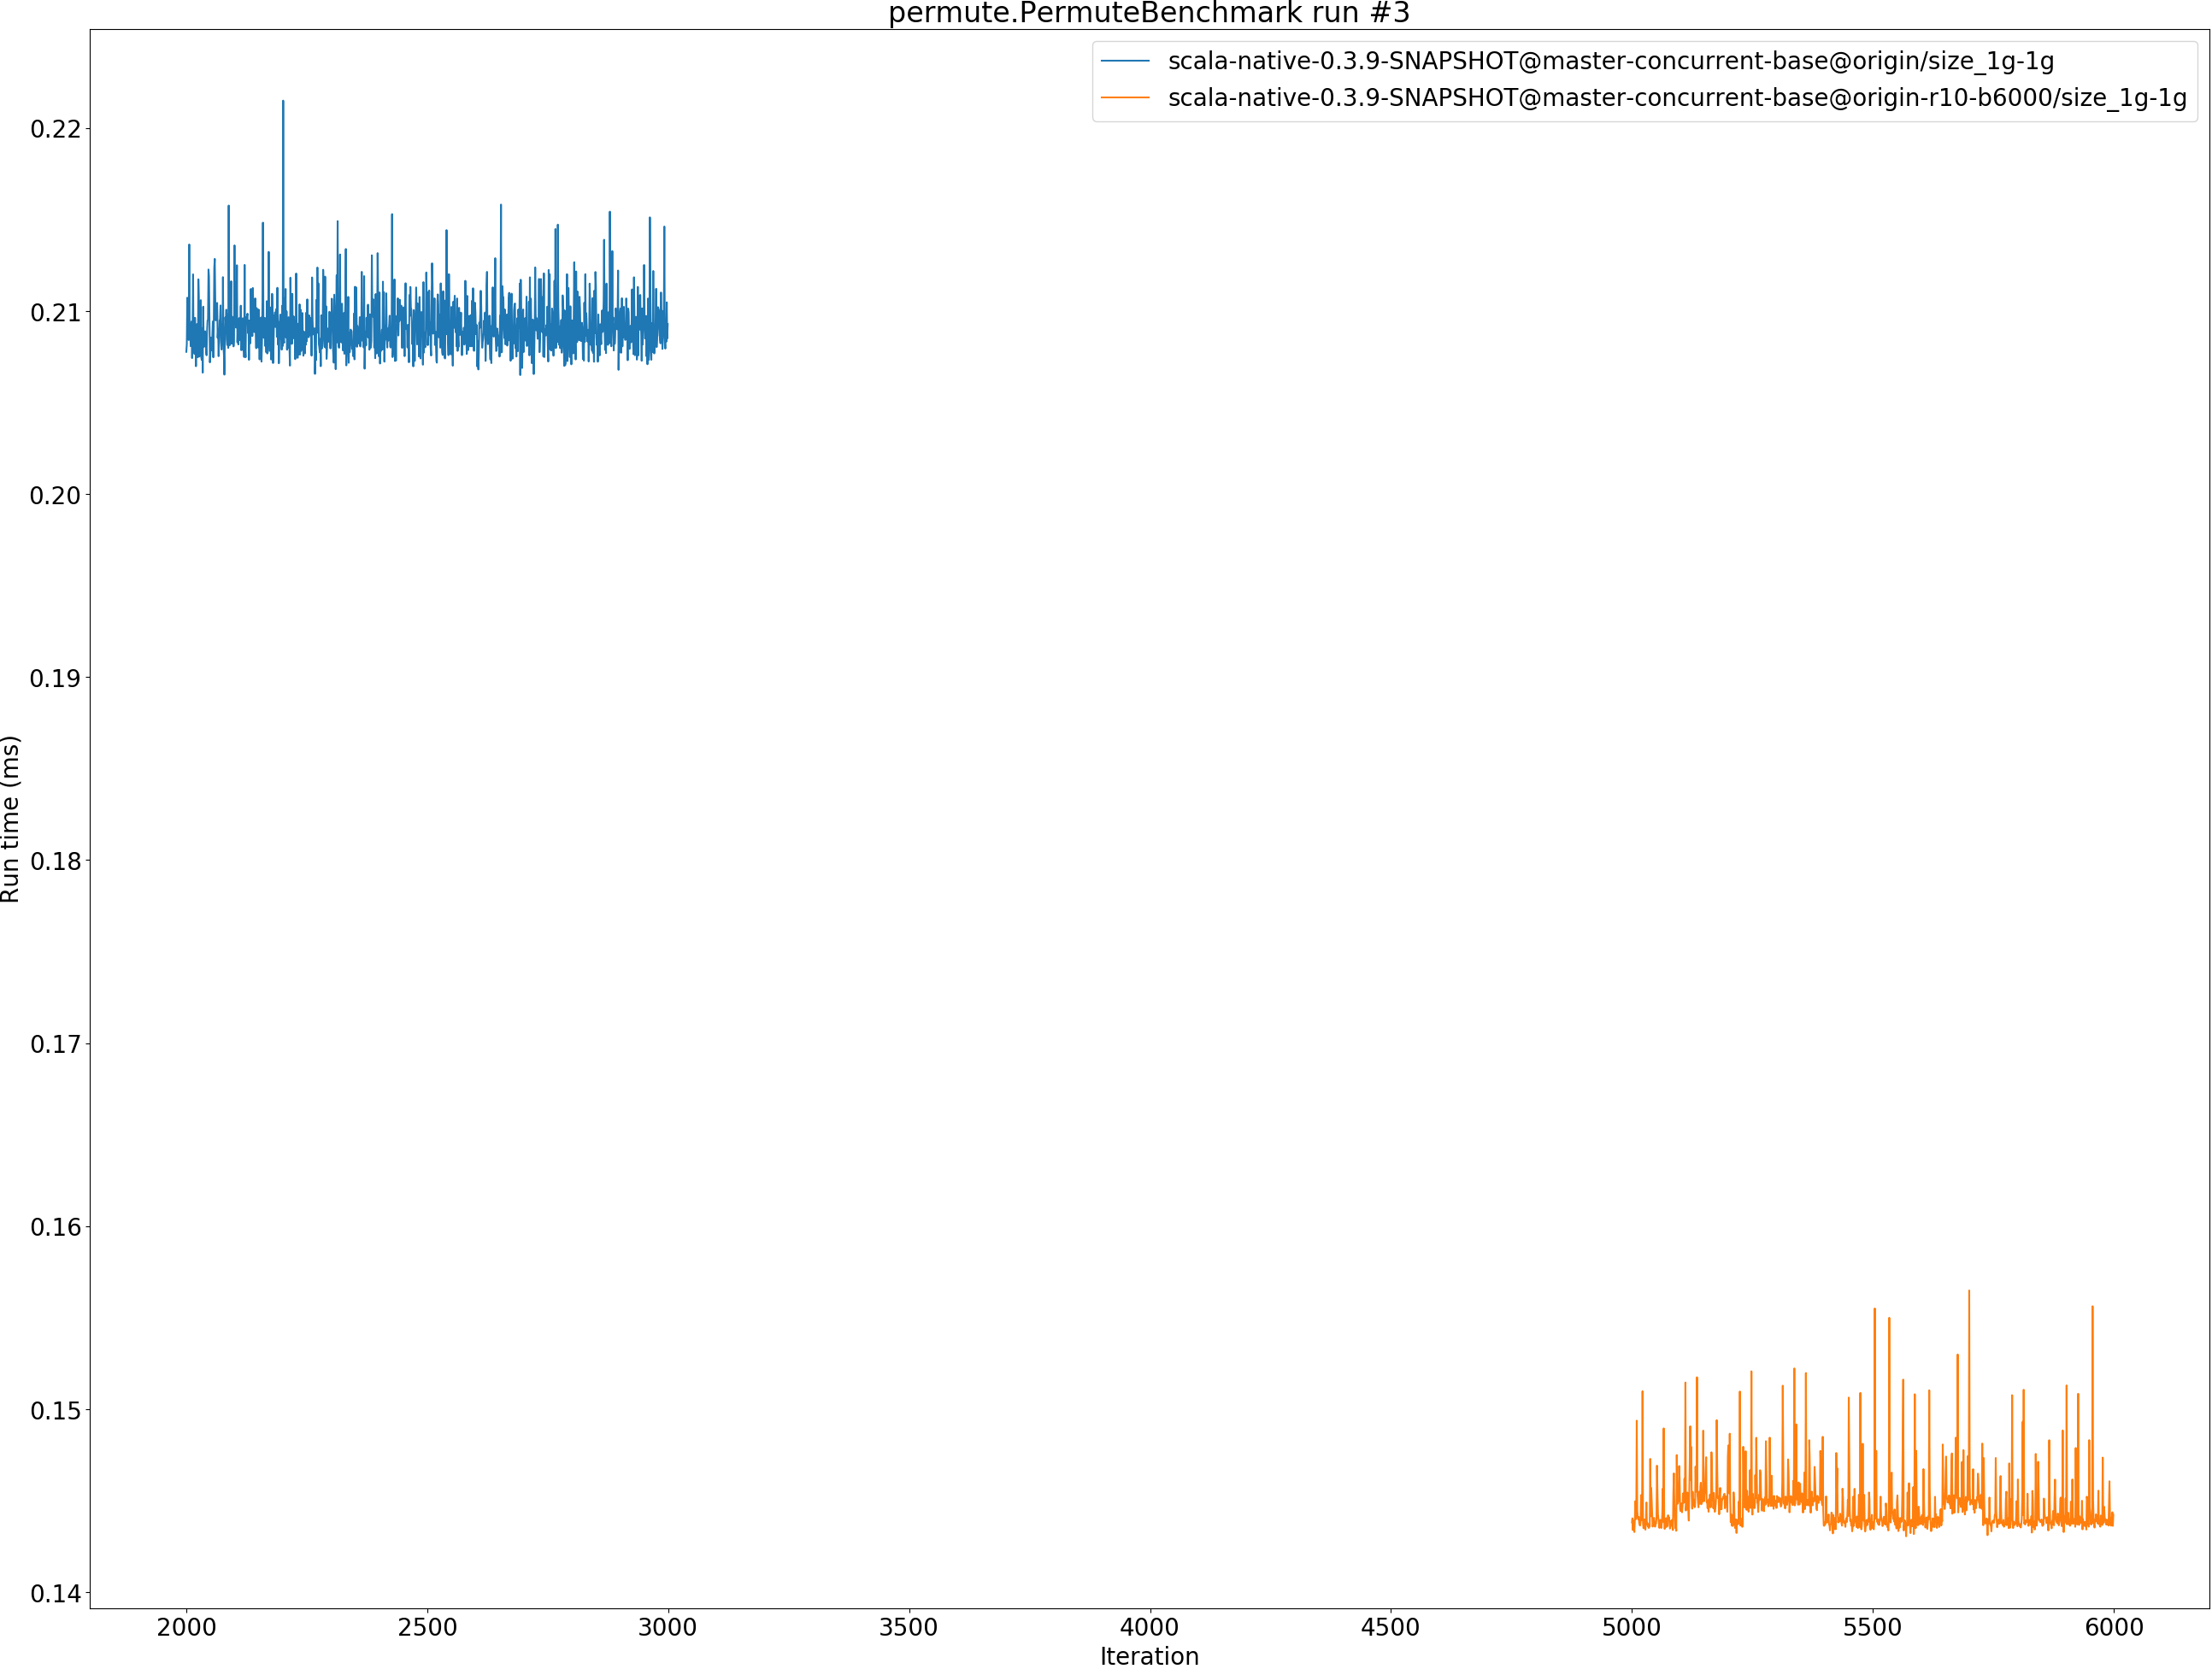 permute.PermuteBenchmark run #3
scala-native-0.3.9-SNAPSHOT@master-concurrent-base@origin/size_1g-1g
scala-native-0.3.9-SNAPSHOT@master-concurrent-base@origin-r10-b6000/size_1g-1g
Run time (ms)
0.22
0.21
0.20
0.19
0.18
0.17
0.16
0.15
0.14
2000 2500 3000 3500 4000 4500 5000 5500 6000
Iteration